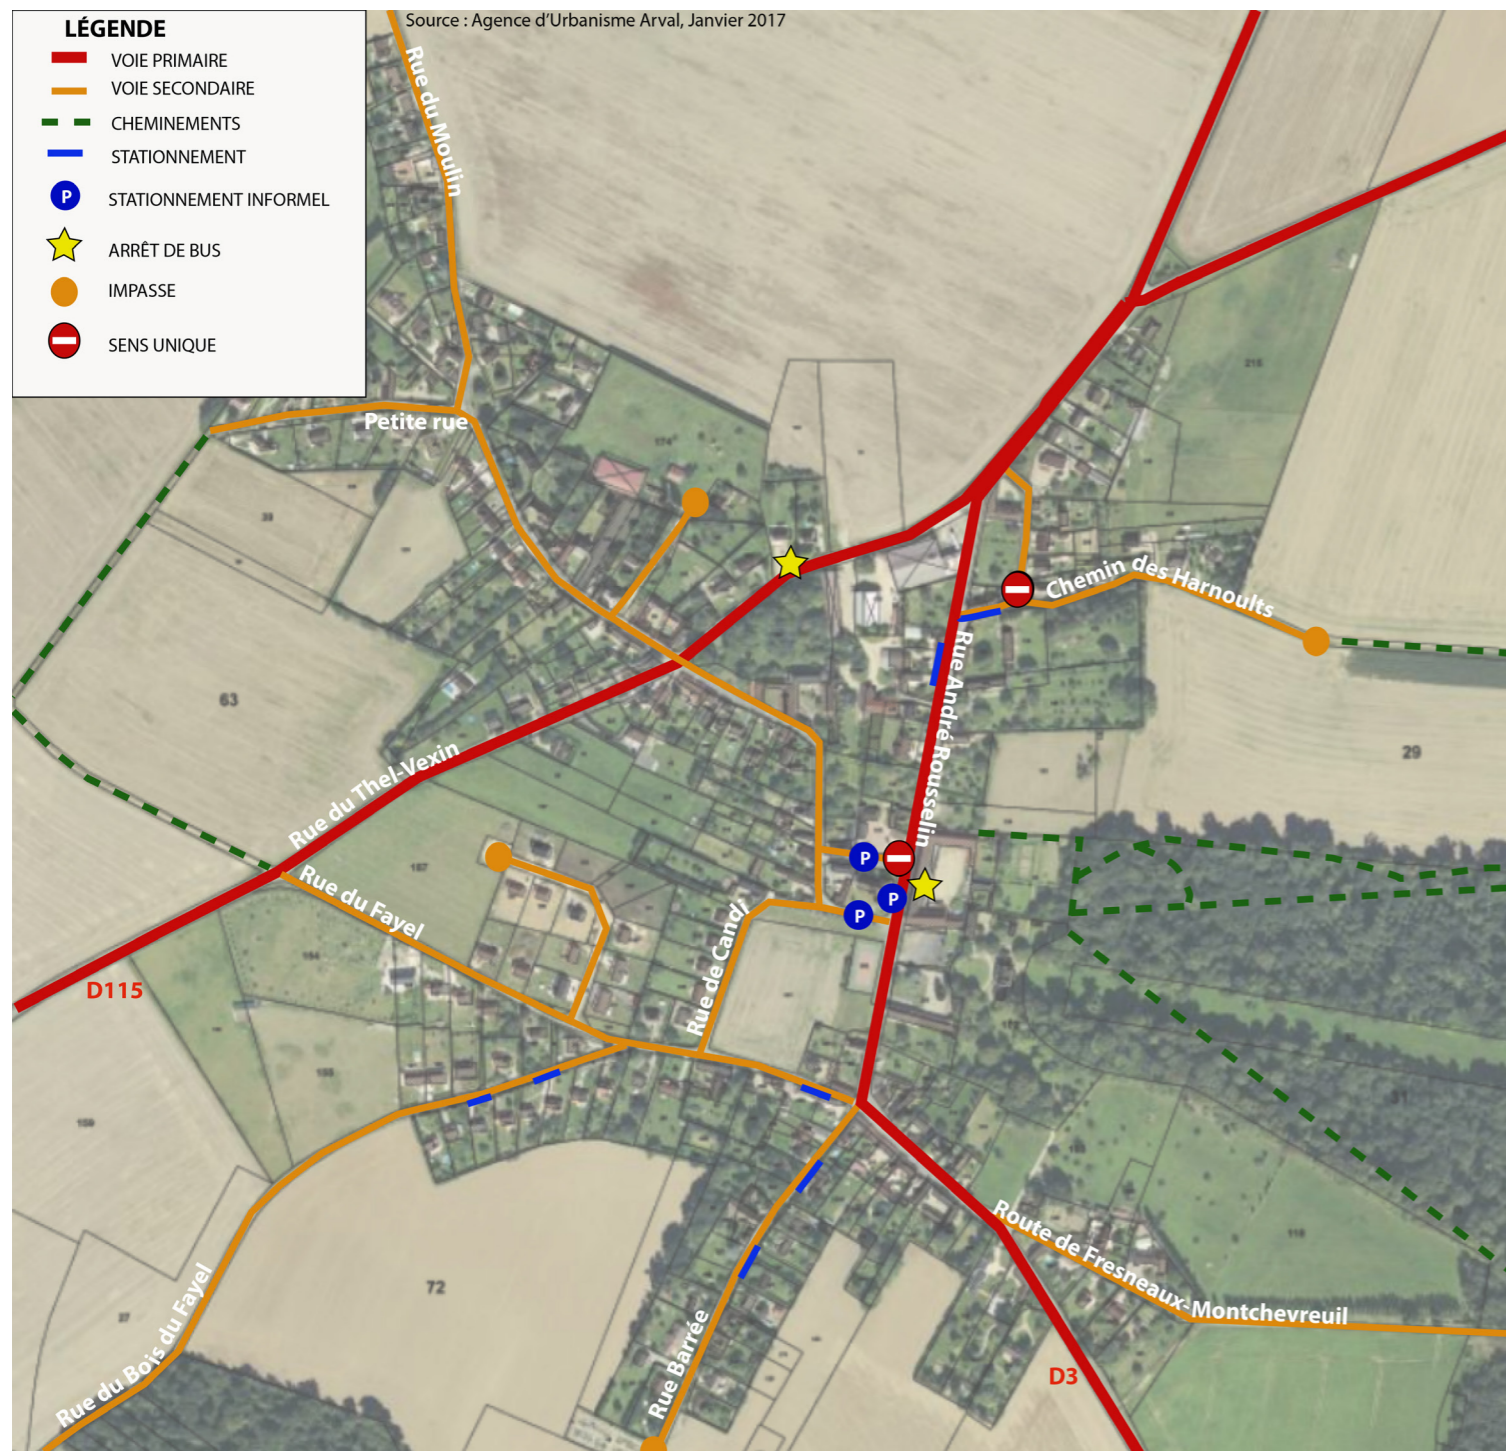 Source : Agence d'Urbanisme Arval, Janvier 2017
LÉGENDE
VOIE PRIMAIRE
VOIE SECONDAIRE
CHEMINEMENTS
STATIONNEMENT
P
STATIONNEMENT INFORMEL
ARRÊT DE BUS
IMPASSE
SENS UNIQUE
Rue du Moulin
Petite rue
Chemin des Harnoults
Rue André Rousselin
63
29
Rue du Thel-Vexin
Rue du Fayel
P
P
P
Rue de Candi
D115
31
72
Route de Fresneaux-Montchevreuil
Rue du Bois du Fayel
Rue Barrée
D3